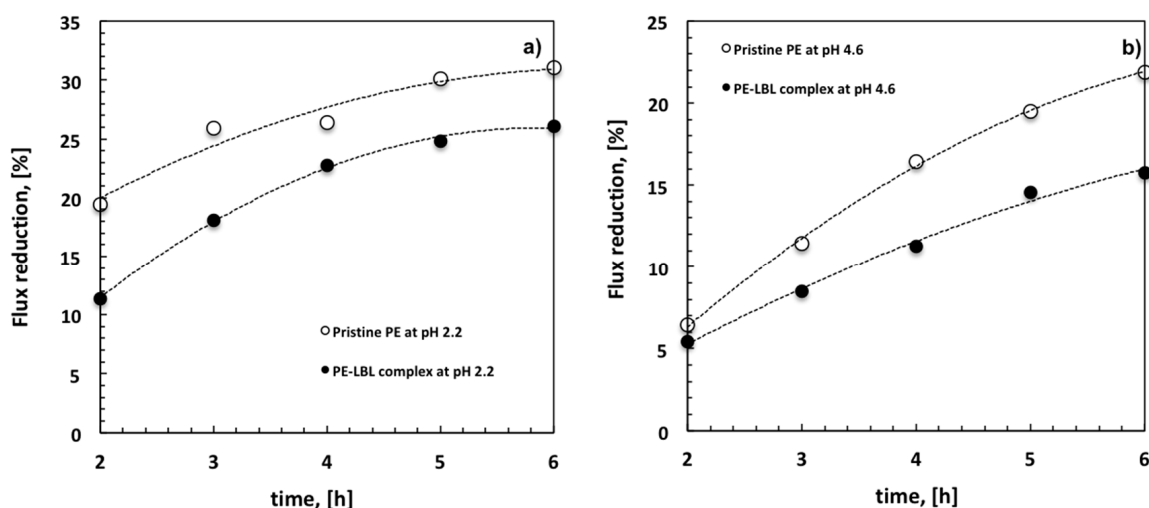 a)
Flux reduction, [%]
35
30
25
20
15
10
5
0
Pristine PE at pH 2.2
PE-LBL complex at pH 2.2
2 3 4 5 6
time, [h]
b)
Flux reduction, [%]
25
20
15
10
5
0
Pristine PE at pH 4.6
PE-LBL complex at pH 4.6
2 3 4 5 6
time, [h]